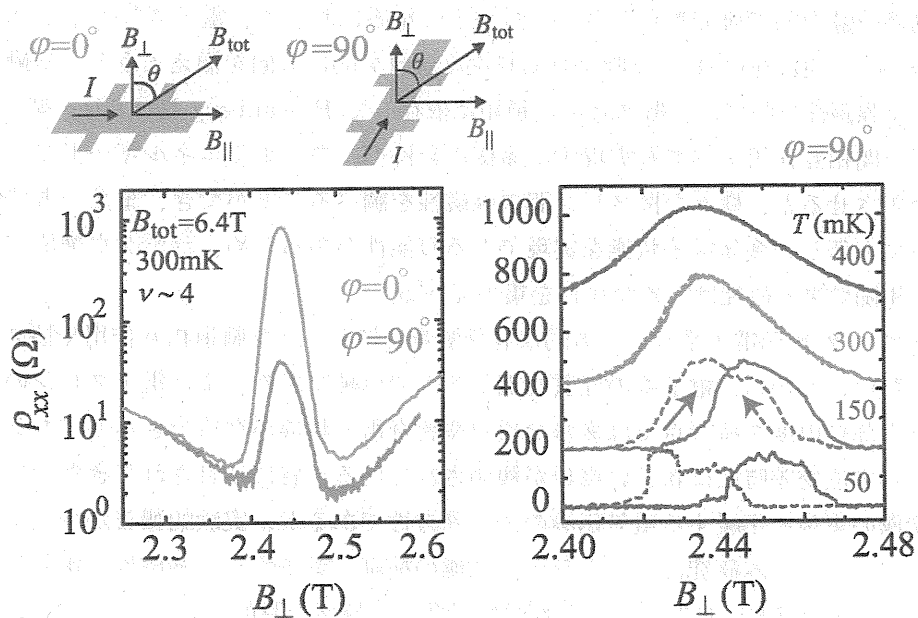 φ=0°
B⊥
Btot
θ
I
B||
φ=90°
B⊥
Btot
θ
I
B||
Btot=6.4T
300mK
ν~4
φ=0°
φ=90°
10³
10²
10¹
10⁰
ρxx (Ω)
2.3
2.4
2.5
2.6
B⊥ (T)
φ=90°
T (mK)
400
300
150
50
1000
800
600
400
200
0
2.40
2.44
2.48
B⊥ (T)